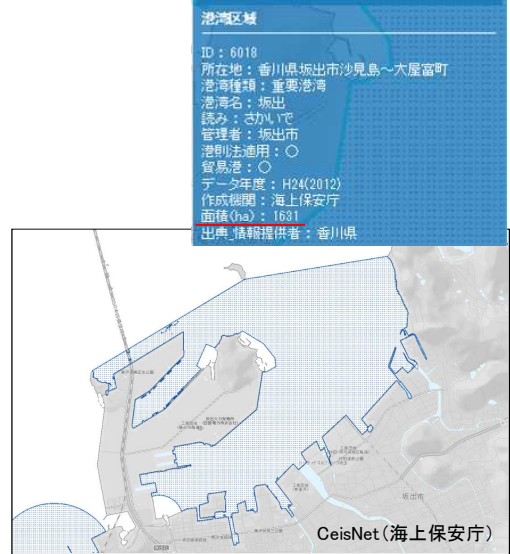 港湾区域
ID : 6018
所在地 : 香川県坂出市沙見島～大屋冨町
港湾種類 : 重要港湾
港湾名 : 坂出
読み : さかいで
管理者 : 坂出市
港則法適用 : ○
貿易港 : ○
データ年度 : H24(2012)
作成機関 : 海上保安庁
面積(ha) : 1631
出典_情報提供者 : 香川県
坂出市
CeisNet(海上保安庁)